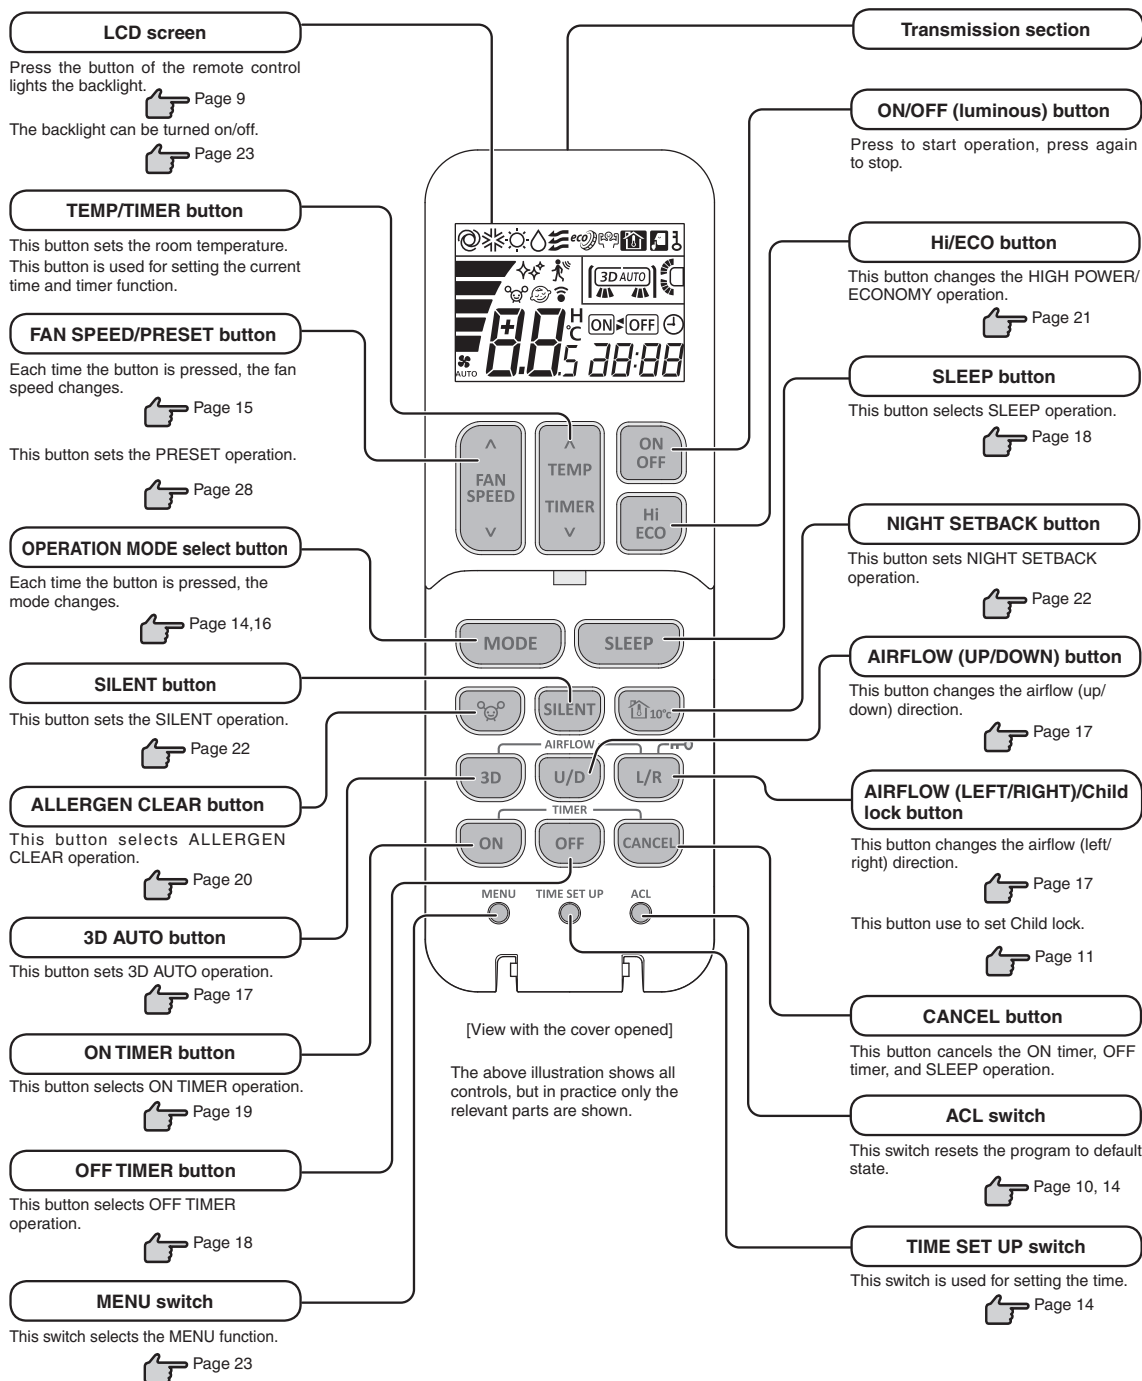 LCD screen
Press the button of the remote control
lights the backlight.
Page 9
The backlight can be turned on/off.
Page 23
TEMP/TIMER button
This button sets the room temperature.
This button is used for setting the current
time and timer function.
FAN SPEED/PRESET button
Each time the button is pressed, the fan
speed changes.
Page 15
This button sets the PRESET operation.
Page 28
OPERATION MODE select button
Each time the button is pressed, the
mode changes.
Page 14,16
SILENT button
This button sets the SILENT operation.
Page 22
ALLERGEN CLEAR button
This button selects ALLERGEN
CLEAR operation.
Page 20
3D AUTO button
This button sets 3D AUTO operation.
Page 17
ON TIMER button
This button selects ON TIMER operation.
Page 19
OFF TIMER button
This button selects OFF TIMER
operation.
Page 18
MENU switch
This switch selects the MENU function.
Page 23
eco
3D AUTO
H
ON OFF
8.8.5 °C 28:88
AUTO
FAN
SPEED
TEMP
TIMER
ON
OFF
Hi
ECO
MODE
SLEEP
SILENT
10°c
AIRFLOW
3D
U/D
L/R
TIMER
ON
OFF
CANCEL
MENU
TIME SET UP
ACL
[View with the cover opened]
The above illustration shows all
controls, but in practice only the
relevant parts are shown.
Transmission section
ON/OFF (luminous) button
Press to start operation, press again
to stop.
Hi/ECO button
This button changes the HIGH POWER/
ECONOMY operation.
Page 21
SLEEP button
This button selects SLEEP operation.
Page 18
NIGHT SETBACK button
This button sets NIGHT SETBACK
operation.
Page 22
AIRFLOW (UP/DOWN) button
This button changes the airflow (up/
down) direction.
Page 17
AIRFLOW (LEFT/RIGHT)/Child
lock button
This button changes the airflow (left/
right) direction.
Page 17
This button use to set Child lock.
Page 11
CANCEL button
This button cancels the ON timer, OFF
timer, and SLEEP operation.
ACL switch
This switch resets the program to default
state.
Page 10, 14
TIME SET UP switch
This switch is used for setting the time.
Page 14